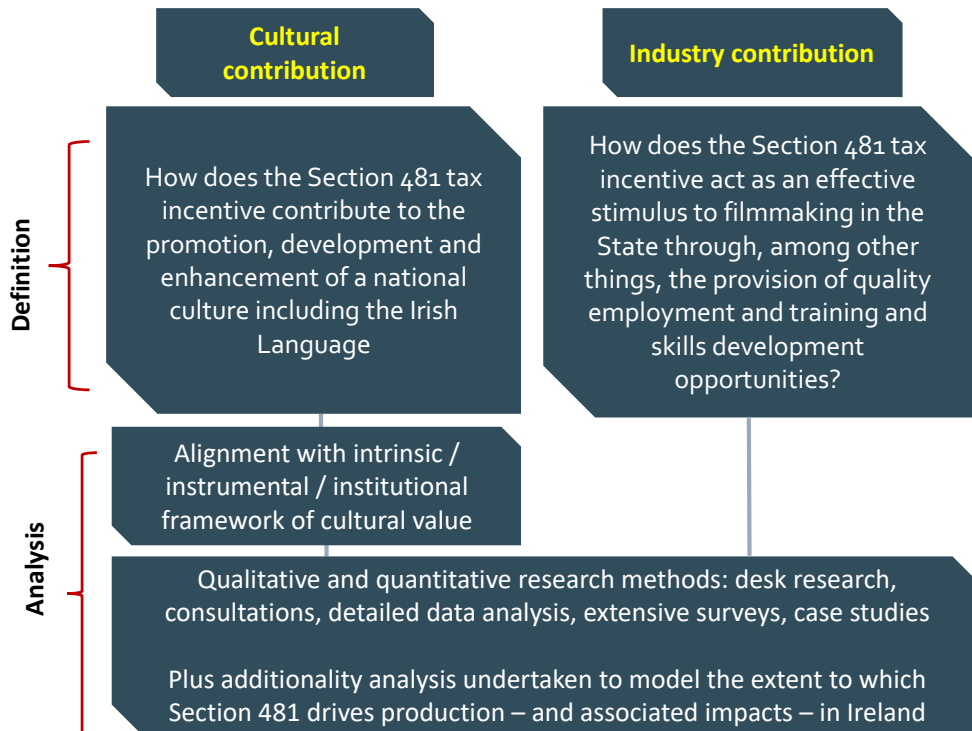 Cultural
contribution
Industry contribution
Definition
How does the Section 481 tax
incentive contribute to the
promotion, development and
enhancement of a national
culture including the Irish
Language
How does the Section 481 tax
incentive act as an effective
stimulus to filmmaking in the
State through, among other
things, the provision of quality
employment and training and
skills development
opportunities?
Analysis
Alignment with intrinsic /
instrumental / institutional
framework of cultural value
Qualitative and quantitative research methods: desk research,
consultations, detailed data analysis, extensive surveys, case studies
Plus additionality analysis undertaken to model the extent to which
Section 481 drives production – and associated impacts – in Ireland